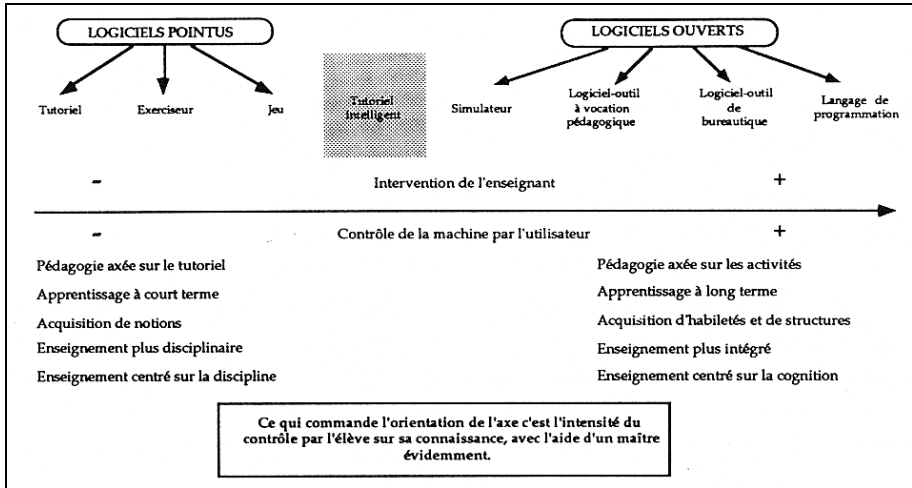 LOGICIELS POINTUS
LOGICIELS OUVERTS
Tutoriel
Exerciseur
Jeu
Tutoriel
Intelligent
Simulateur
Logiciel-outil
à vocation
pédagogique
Logiciel-outil
de
bureautique
Langage de
programmation
- Intervention de l'enseignant +
- Contrôle de la machine par l'utilisateur +
Pédagogie axée sur le tutoriel
Apprentissage à court terme
Acquisition de notions
Enseignement plus disciplinaire
Enseignement centré sur la discipline
Pédagogie axée sur les activités
Apprentissage à long terme
Acquisition d'habiletés et de structures
Enseignement plus intégré
Enseignement centré sur la cognition
Ce qui commande l'orientation de l'axe c'est l'intensité du
contrôle par l'élève sur sa connaissance, avec l'aide d'un maître
évidemment.